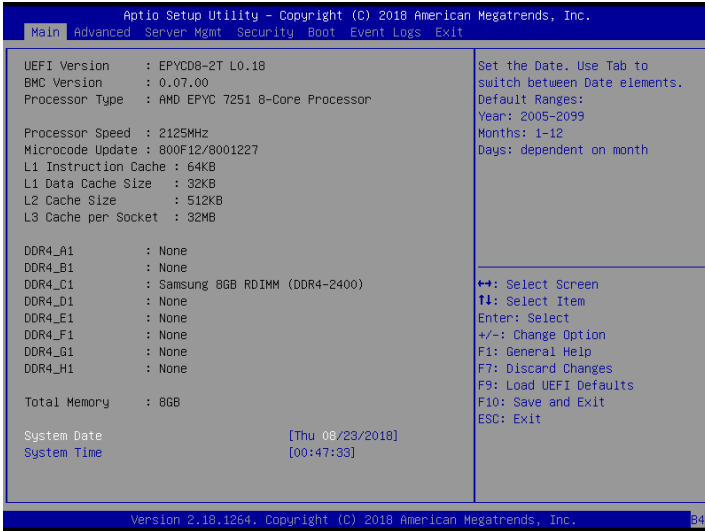 Aptio Setup Utility – Copyright (C) 2018 American Megatrends, Inc.
Main Advanced Server Mgmt Security Boot Event Logs Exit
UEFI Version : EPYCD8-2T L0.18
BMC Version : 0.07.00
Processor Type : AMD EPYC 7251 8-Core Processor
Processor Speed : 2125MHz
Microcode Update : 800F12/8001227
L1 Instruction Cache : 64KB
L1 Data Cache Size : 32KB
L2 Cache Size : 512KB
L3 Cache per Socket : 32MB
DDR4_A1 : None
DDR4_B1 : None
DDR4_C1 : Samsung 8GB RDIMM (DDR4-2400)
DDR4_D1 : None
DDR4_E1 : None
DDR4_F1 : None
DDR4_G1 : None
DDR4_H1 : None
Total Memory : 8GB
System Date [Thu 08/23/2018]
System Time [00:47:33]
Set the Date. Use Tab to
switch between Date elements.
Default Ranges:
Year: 2005-2099
Months: 1-12
Days: dependent on month
↔: Select Screen
↑↓: Select Item
Enter: Select
+/-: Change Option
F1: General Help
F7: Discard Changes
F9: Load UEFI Defaults
F10: Save and Exit
ESC: Exit
Version 2.18.1264. Copyright (C) 2018 American Megatrends, Inc.
B4